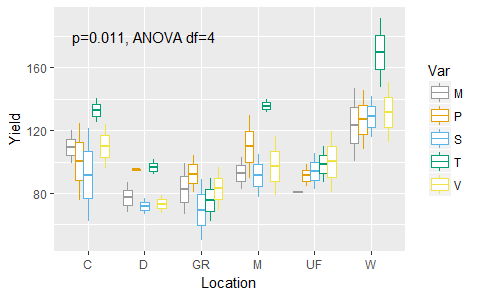 p=0.011, ANOVA df=4
Yield
160
120
80
C D GR M UF W
Location
Var
M
P
S
T
V